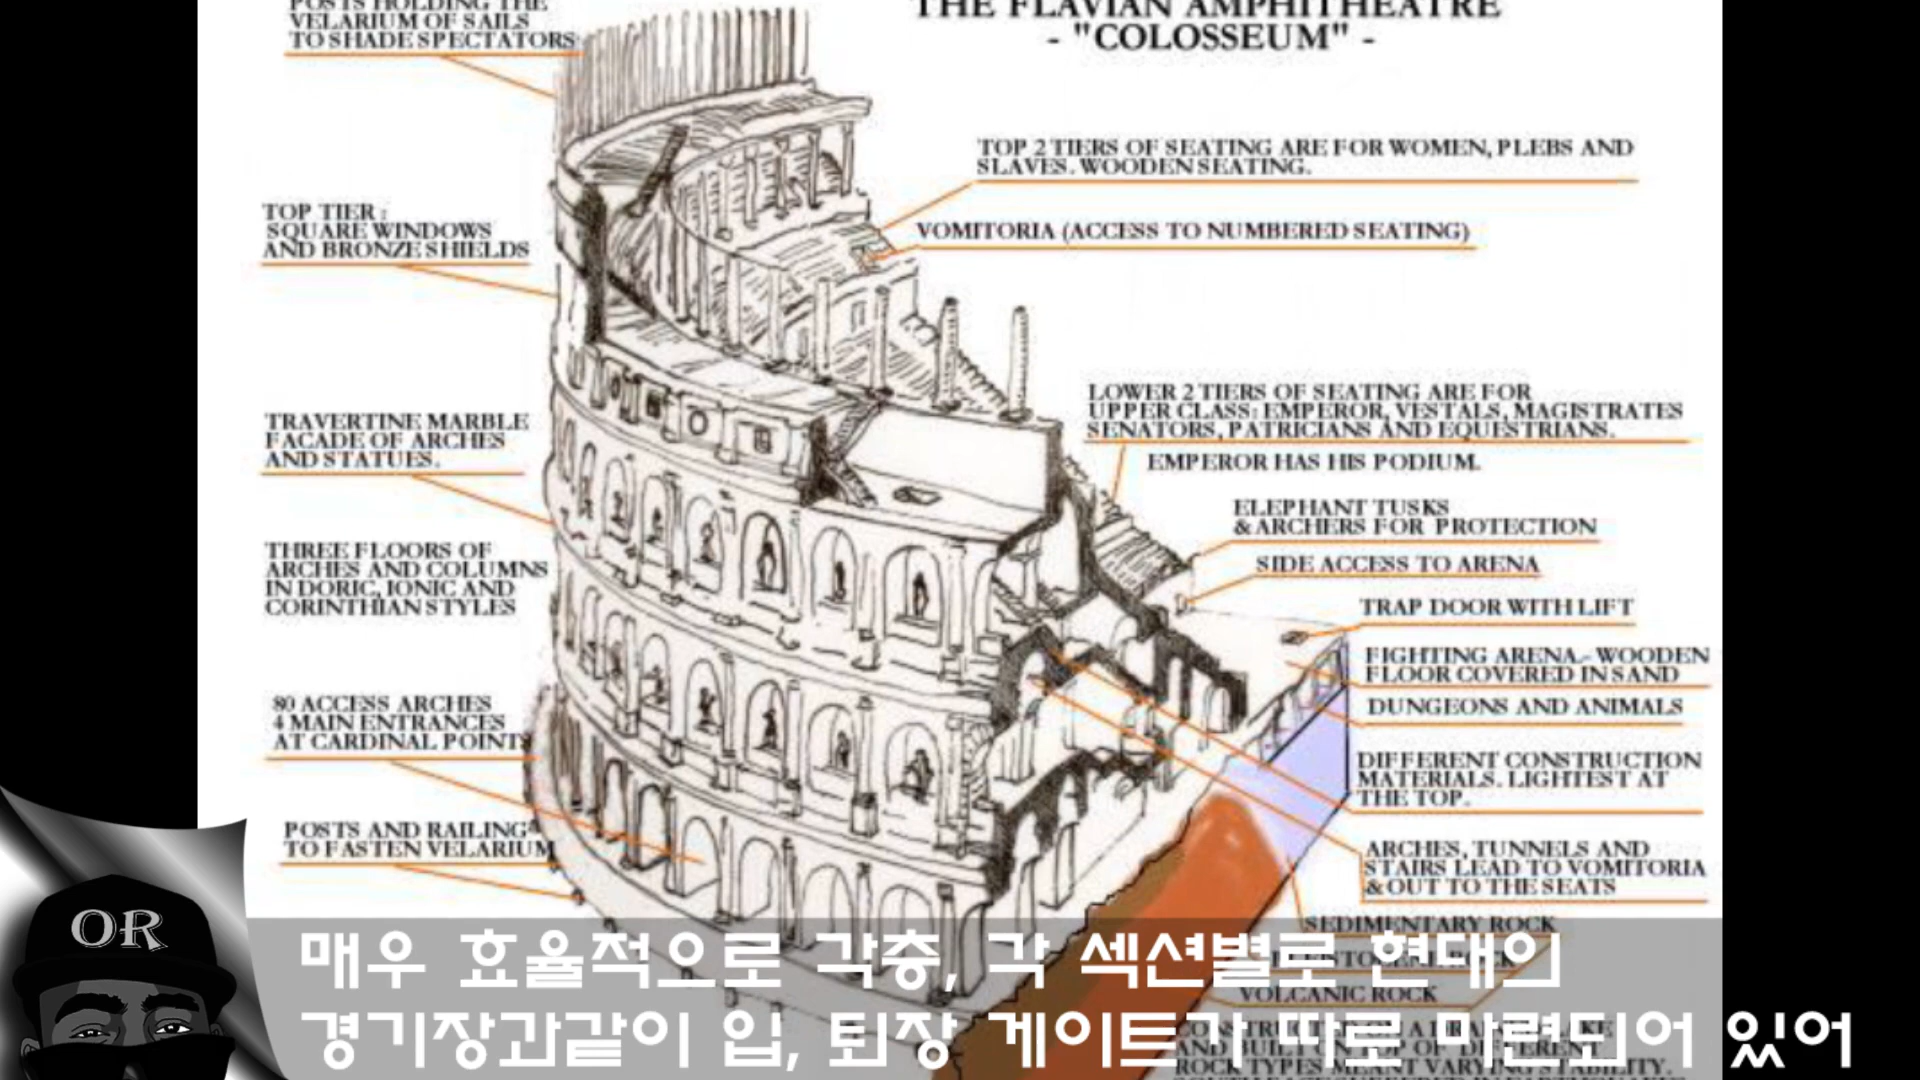 POSTS HOLDING THE
VELARIUM OF SAILS
TO SHADE SPECTATORS
THE FLAVIAN AMPHITHEATRE
- "COLOSSEUM" -
TOP 2 TIERS OF SEATING ARE FOR WOMEN, PLEBS AND
SLAVES. WOODEN SEATING.
VOMITORIA (ACCESS TO NUMBERED SEATING)
TOP TIER :
SQUARE WINDOWS
AND BRONZE SHIELDS
LOWER 2 TIERS OF SEATING ARE FOR
UPPER CLASS: EMPEROR, VESTALS, MAGISTRATES
SENATORS, PATRICIANS AND EQUESTRIANS.
EMPEROR HAS HIS PODIUM.
TRAVERTINE MARBLE
FACADE OF ARCHES
AND STATUES.
ELEPHANT TUSKS
& ARCHERS FOR PROTECTION
SIDE ACCESS TO ARENA
THREE FLOORS OF
ARCHES AND COLUMNS
IN DORIC, IONIC AND
CORINTHIAN STYLES
TRAP DOOR WITH LIFT
FIGHTING ARENA.- WOODEN
FLOOR COVERED IN SAND
DUNGEONS AND ANIMALS
80 ACCESS ARCHES
4 MAIN ENTRANCES
AT CARDINAL POINTS
DIFFERENT CONSTRUCTION
MATERIALS. LIGHTEST AT
THE TOP.
POSTS AND RAILINGS
TO FASTEN VELARIUM
ARCHES, TUNNELS AND
STAIRS LEAD TO VOMITORIA
& OUT TO THE SEATS
SEDIMENTARY ROCK
VOLCANIC ROCK
ROCK TYPES MEANT VARYING STABILITY.
OR
매우 효율적으로 각층, 각 섹션별로 현대의
경기장과같이 입, 퇴장 게이트가 따로 마련되어 있어